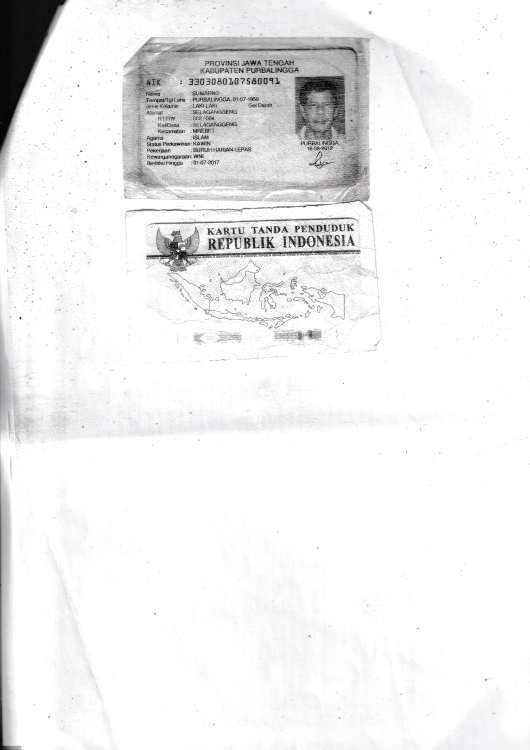 PROVINSI JAWA TENGAH
KABUPATEN PURBALINGGA
NIK : 3303080107580091
Nama : SUMARNO
Tempat/Tgl Lahir : PURBALINGGA, 01-07-1958
Jenis Kelamin : LAKI-LAKI Gol Darah
Alamat : SELAGANGGENG
RT/RW : 002 / 004
Kel/Desa : SELAGANGGENG
Kecamatan : MREBET
Agama : ISLAM
Status Perkawinan : KAWIN
Pekerjaan : BURUH HARIAN LEPAS
Kewarganegaraan : WNI
Berlaku Hingga : 01-07-2017
PURBALINGGA
16-08-2012
KARTU TANDA PENDUDUK
REPUBLIK INDONESIA